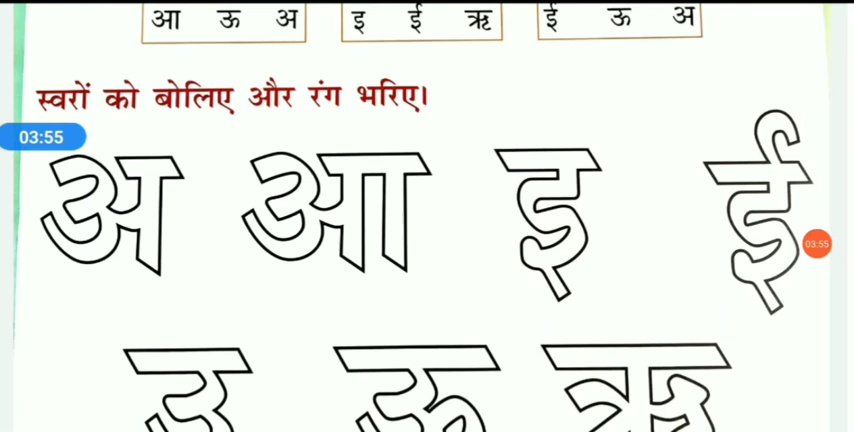 आ ऊ अ इ ई ऋ ई ऊ अ
स्वरों को बोलिए और रंग भरिए।
03:55
अ आ इ ई
03:55
उ ऊ ऋ